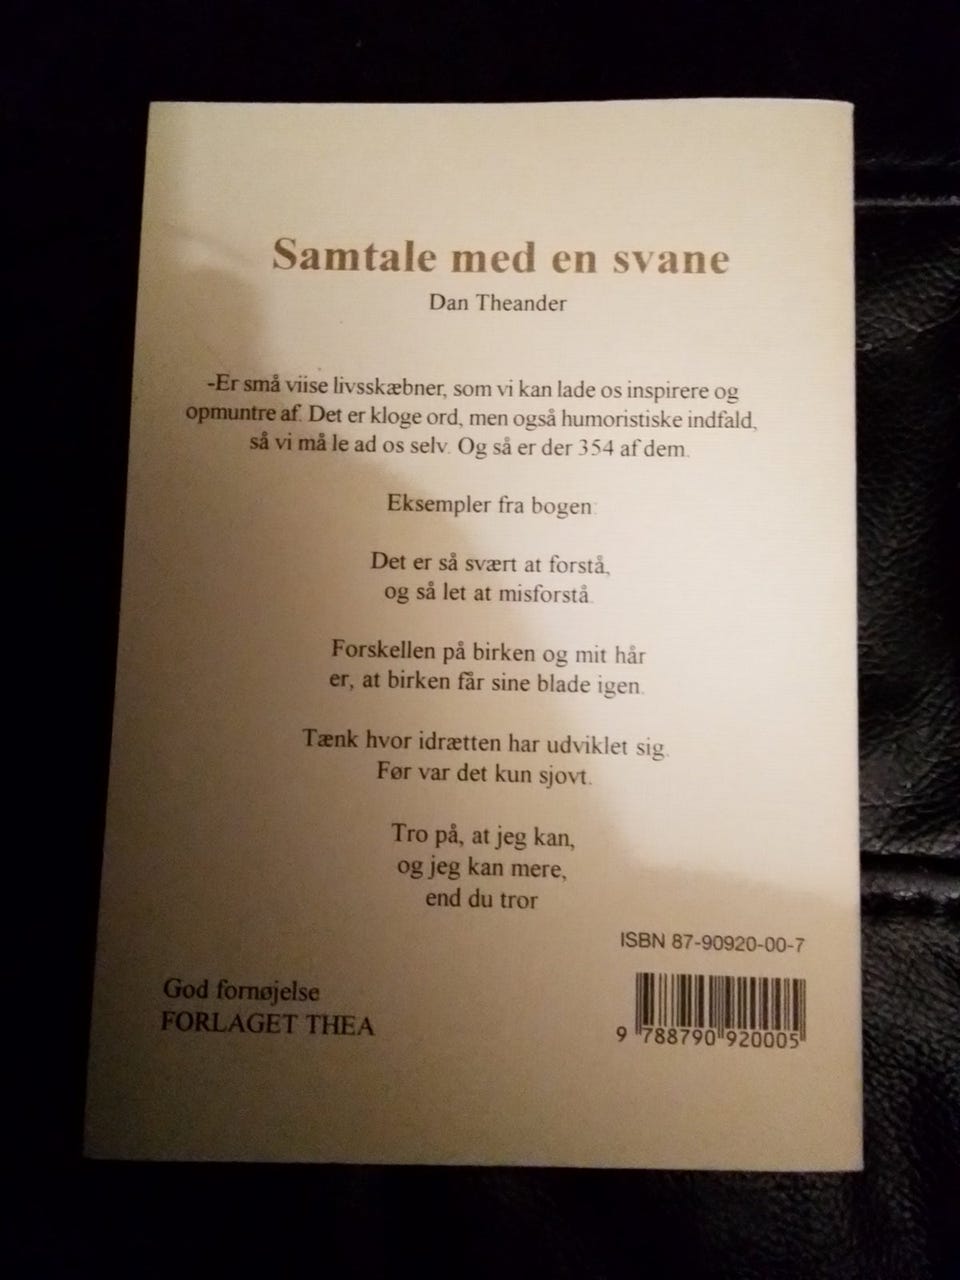 Samtale med en svane
Dan Theander
-Er små viise livsskæbner, som vi kan lade os inspirere og
opmuntre af. Det er kloge ord, men også humoristiske indfald,
så vi må le ad os selv. Og så er der 354 af dem.
Eksempler fra bogen:
Det er så svært at forstå,
og så let at misforstå.
Forskellen på birken og mit hår
er, at birken får sine blade igen.
Tænk hvor idrætten har udviklet sig.
Før var det kun sjovt.
Tro på, at jeg kan,
og jeg kan mere,
end du tror
ISBN 87-90920-00-7
God fornøjelse
FORLAGET THEA
9 788790 920005